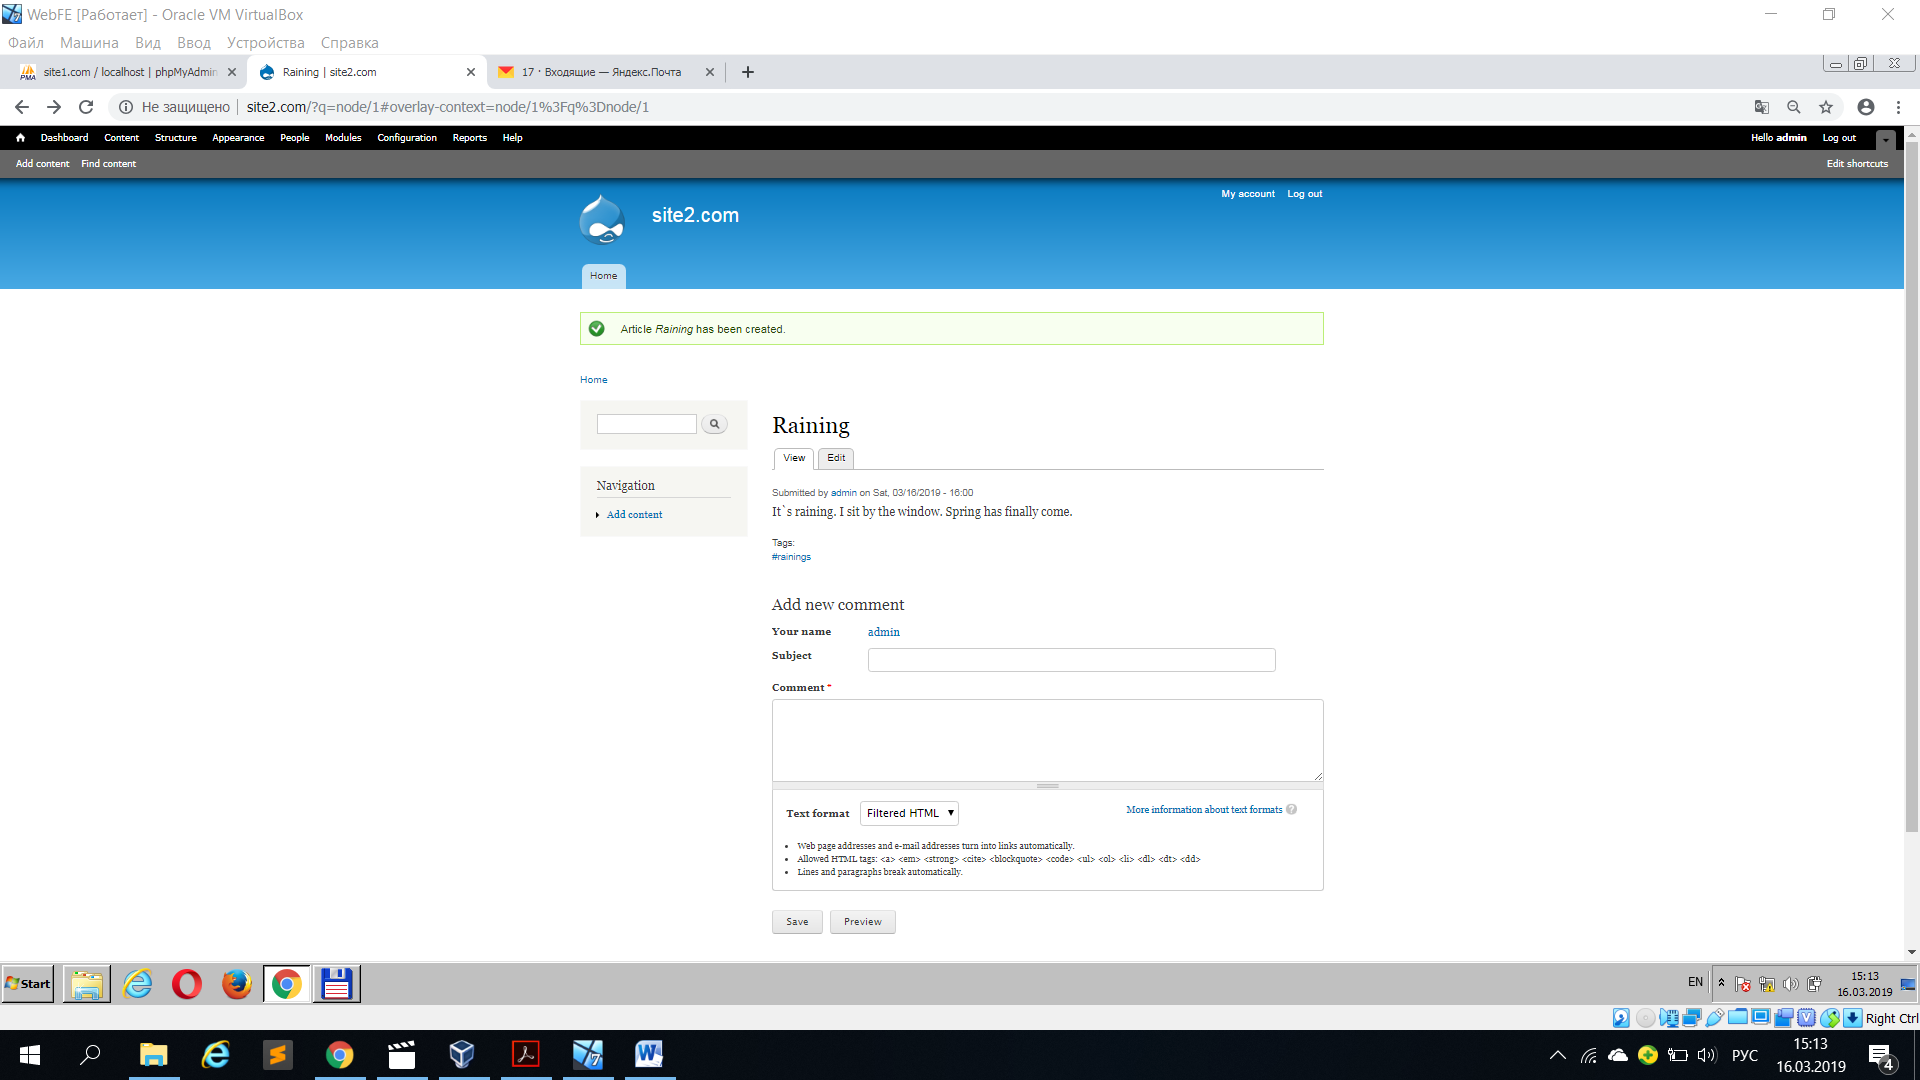 WebFE [Работает] - Oracle VM VirtualBox
Файл Машина Вид Ввод Устройства Справка
site1.com / localhost | phpMyAdmin
Raining | site2.com
17 · Входящие — Яндекс.Почта
Не защищено site2.com/?q=node/1#overlay-context=node/1%3Fq%3Dnode/1
Dashboard Content Structure Appearance People Modules Configuration Reports Help
Hello admin Log out
Add content Find content
Edit shortcuts
My account Log out
site2.com
Home
Article Raining has been created.
Home
Raining
View Edit
Navigation
Submitted by admin on Sat, 03/16/2019 - 16:00
It`s raining. I sit by the window. Spring has finally come.
Add content
Tags:
#rainings
Add new comment
Your name admin
Subject
Comment *
Text format Filtered HTML
More information about text formats ?
Web page addresses and e-mail addresses turn into links automatically.
Allowed HTML tags: <a> <em> <strong> <cite> <blockquote> <code> <ul> <ol> <li> <dl> <dt> <dd>
Lines and paragraphs break automatically.
Save Preview
Start
EN
15:13
16.03.2019
Right Ctrl
РУС
15:13
16.03.2019
4